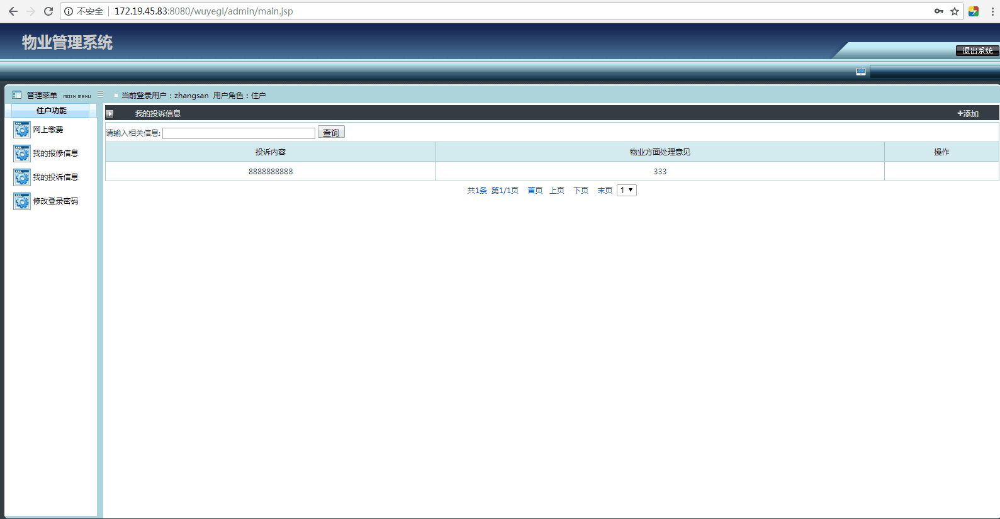 不安全 172.19.45.83:8080/wuyegl/admin/main.jsp
物业管理系统
退出系统
管理菜单 MAIN MENU
当前登录用户：zhangsan 用户角色：住户
住户功能
网上缴费
我的报修信息
我的投诉信息
修改登录密码
我的投诉信息 +添加
请输入相关信息: 查询
投诉内容 物业方面处理意见 操作
8888888888 333
共1条 第1/1页 首页 上页 下页 末页 1